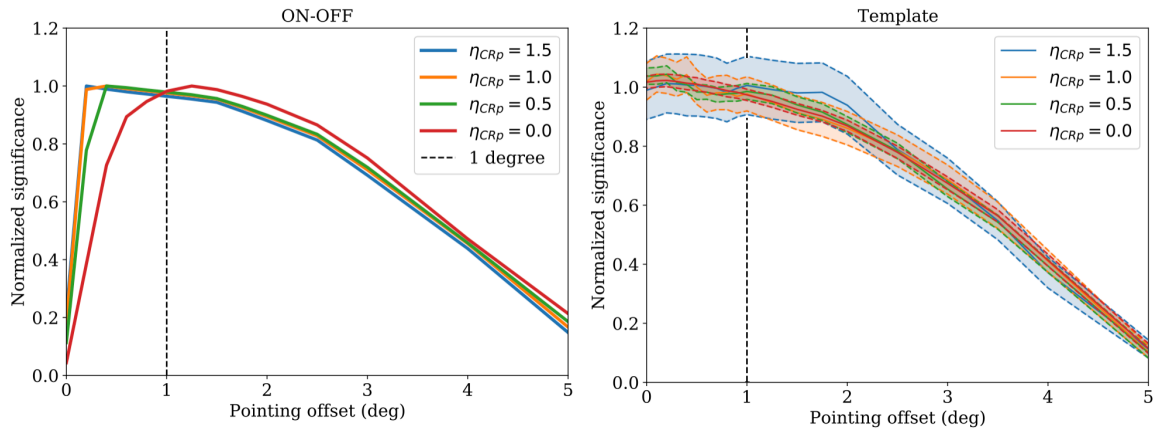 ON-OFF
1.2
1.0
0.8
0.6
0.4
0.2
0.0
0
1
2
3
4
5
Normalized significance
Pointing offset (deg)
η_CRp = 1.5
η_CRp = 1.0
η_CRp = 0.5
η_CRp = 0.0
1 degree
Template
1.2
1.0
0.8
0.6
0.4
0.2
0.0
0
1
2
3
4
5
Normalized significance
Pointing offset (deg)
η_CRp = 1.5
η_CRp = 1.0
η_CRp = 0.5
η_CRp = 0.0